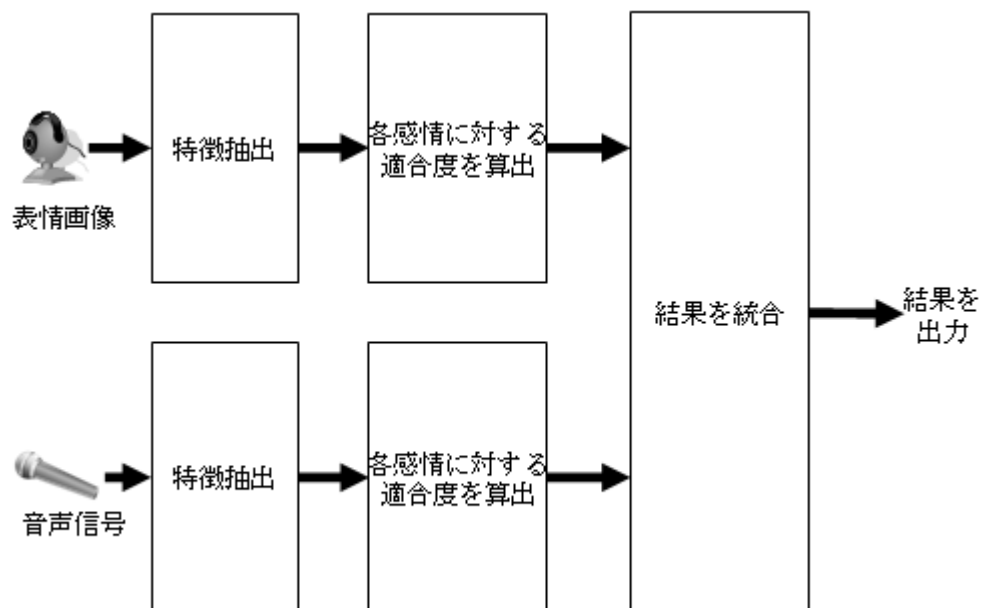 表情画像
特徴抽出
各感情に対する
適合度を算出
音声信号
特徴抽出
各感情に対する
適合度を算出
結果を統合
結果を
出力